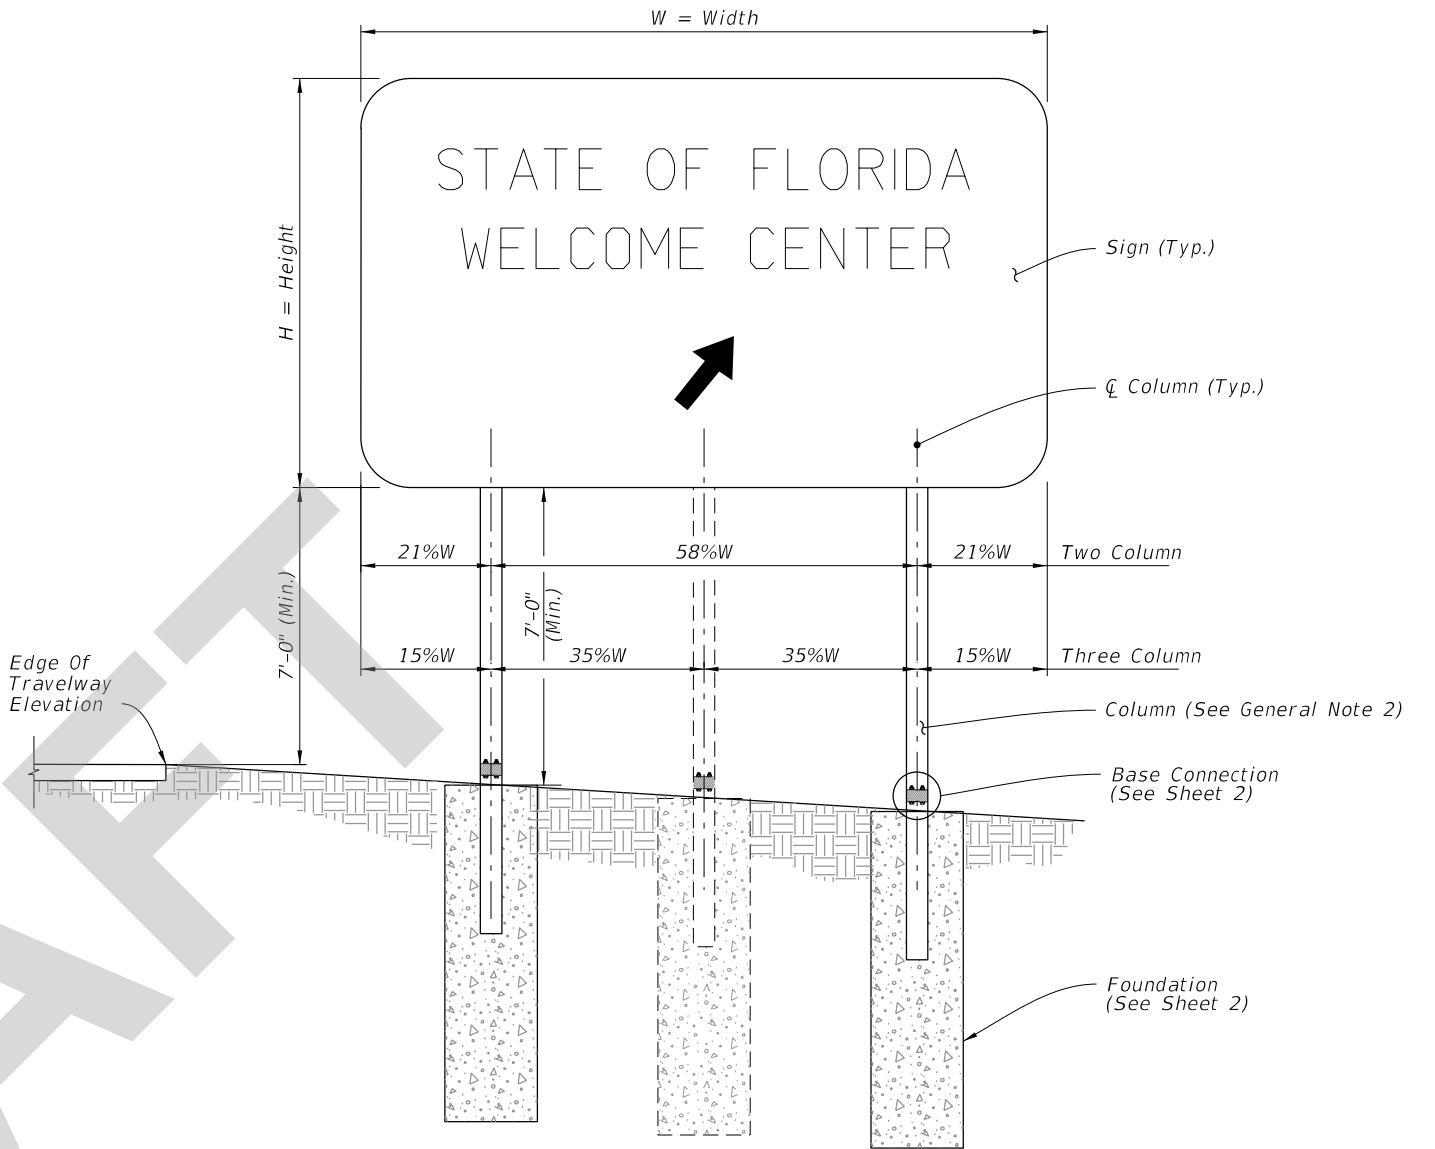 W = Width
STATE OF FLORIDA
WELCOME CENTER
H = Height
Sign (Typ.)
℄ Column (Typ.)
21%W
58%W
21%W
Two Column
7'-0" (Min.)
7'-0"
(Min.)
15%W
35%W
35%W
15%W
Three Column
Edge Of
Travelway
Elevation
Column (See General Note 2)
Base Connection
(See Sheet 2)
Foundation
(See Sheet 2)